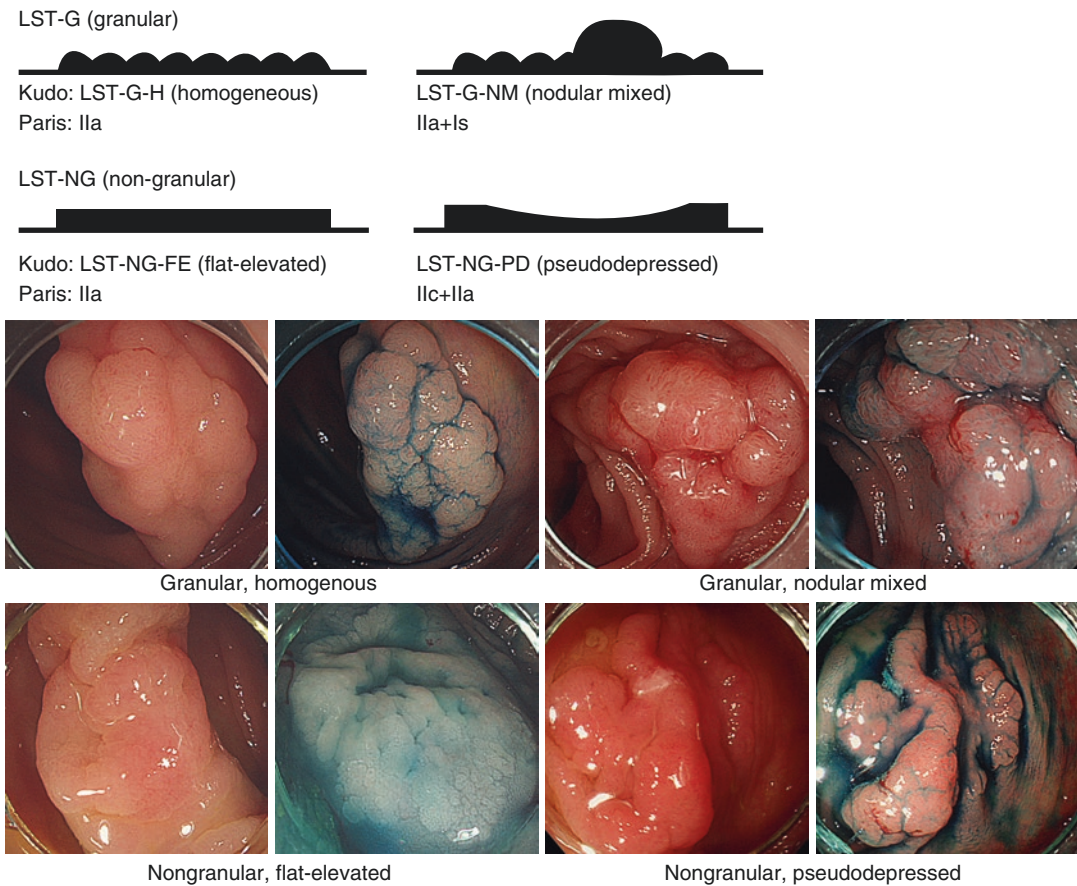 LST-G (granular)
Kudo: LST-G-H (homogeneous)
Paris: IIa
LST-G-NM (nodular mixed)
IIa+Is
LST-NG (non-granular)
Kudo: LST-NG-FE (flat-elevated)
Paris: IIa
LST-NG-PD (pseudodepressed)
IIc+IIa
Granular, homogenous
Granular, nodular mixed
Nongranular, flat-elevated
Nongranular, pseudodepressed